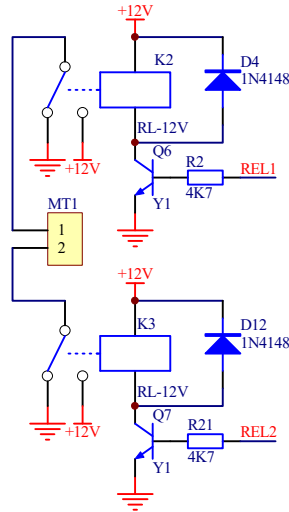 +12V
K2
D4
1N4148
RL-12V
+12V
Q6
R2
REL1
4K7
Y1
MT1
1
2
+12V
K3
D12
1N4148
RL-12V
+12V
Q7
R21
REL2
4K7
Y1